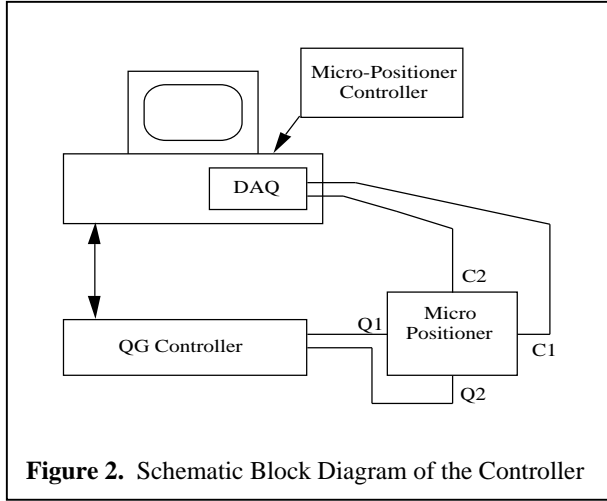 Micro-Positioner
Controller
DAQ
C2
Micro
Positioner
Q1
C1
QG Controller
Q2
Figure 2. Schematic Block Diagram of the Controller